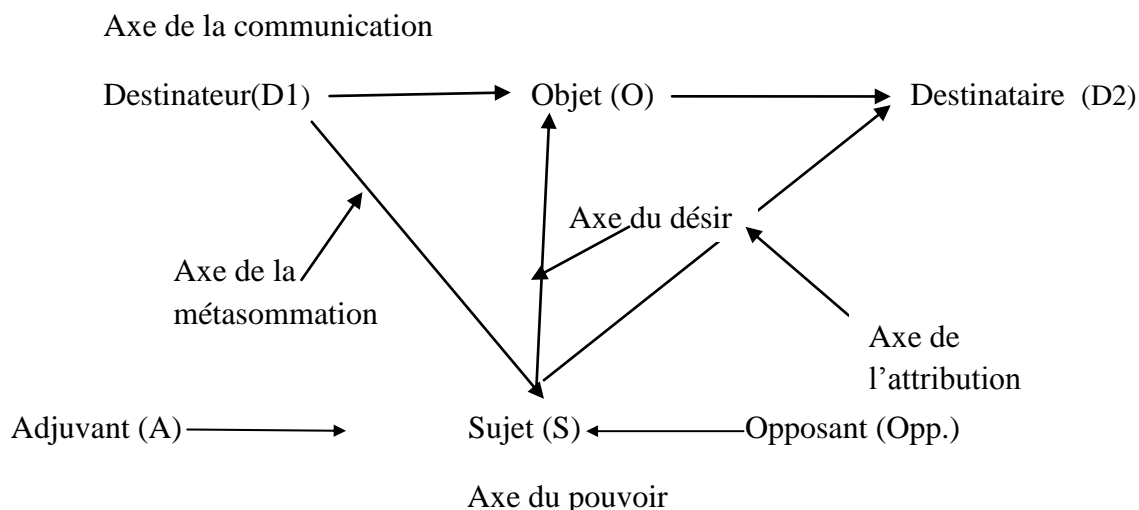 Axe de la communication
Destinateur(D1) Objet (O) Destinataire (D2)
Axe du désir
Axe de la
métasommation
Axe de
l’attribution
Adjuvant (A) Sujet (S) Opposant (Opp.)
Axe du pouvoir